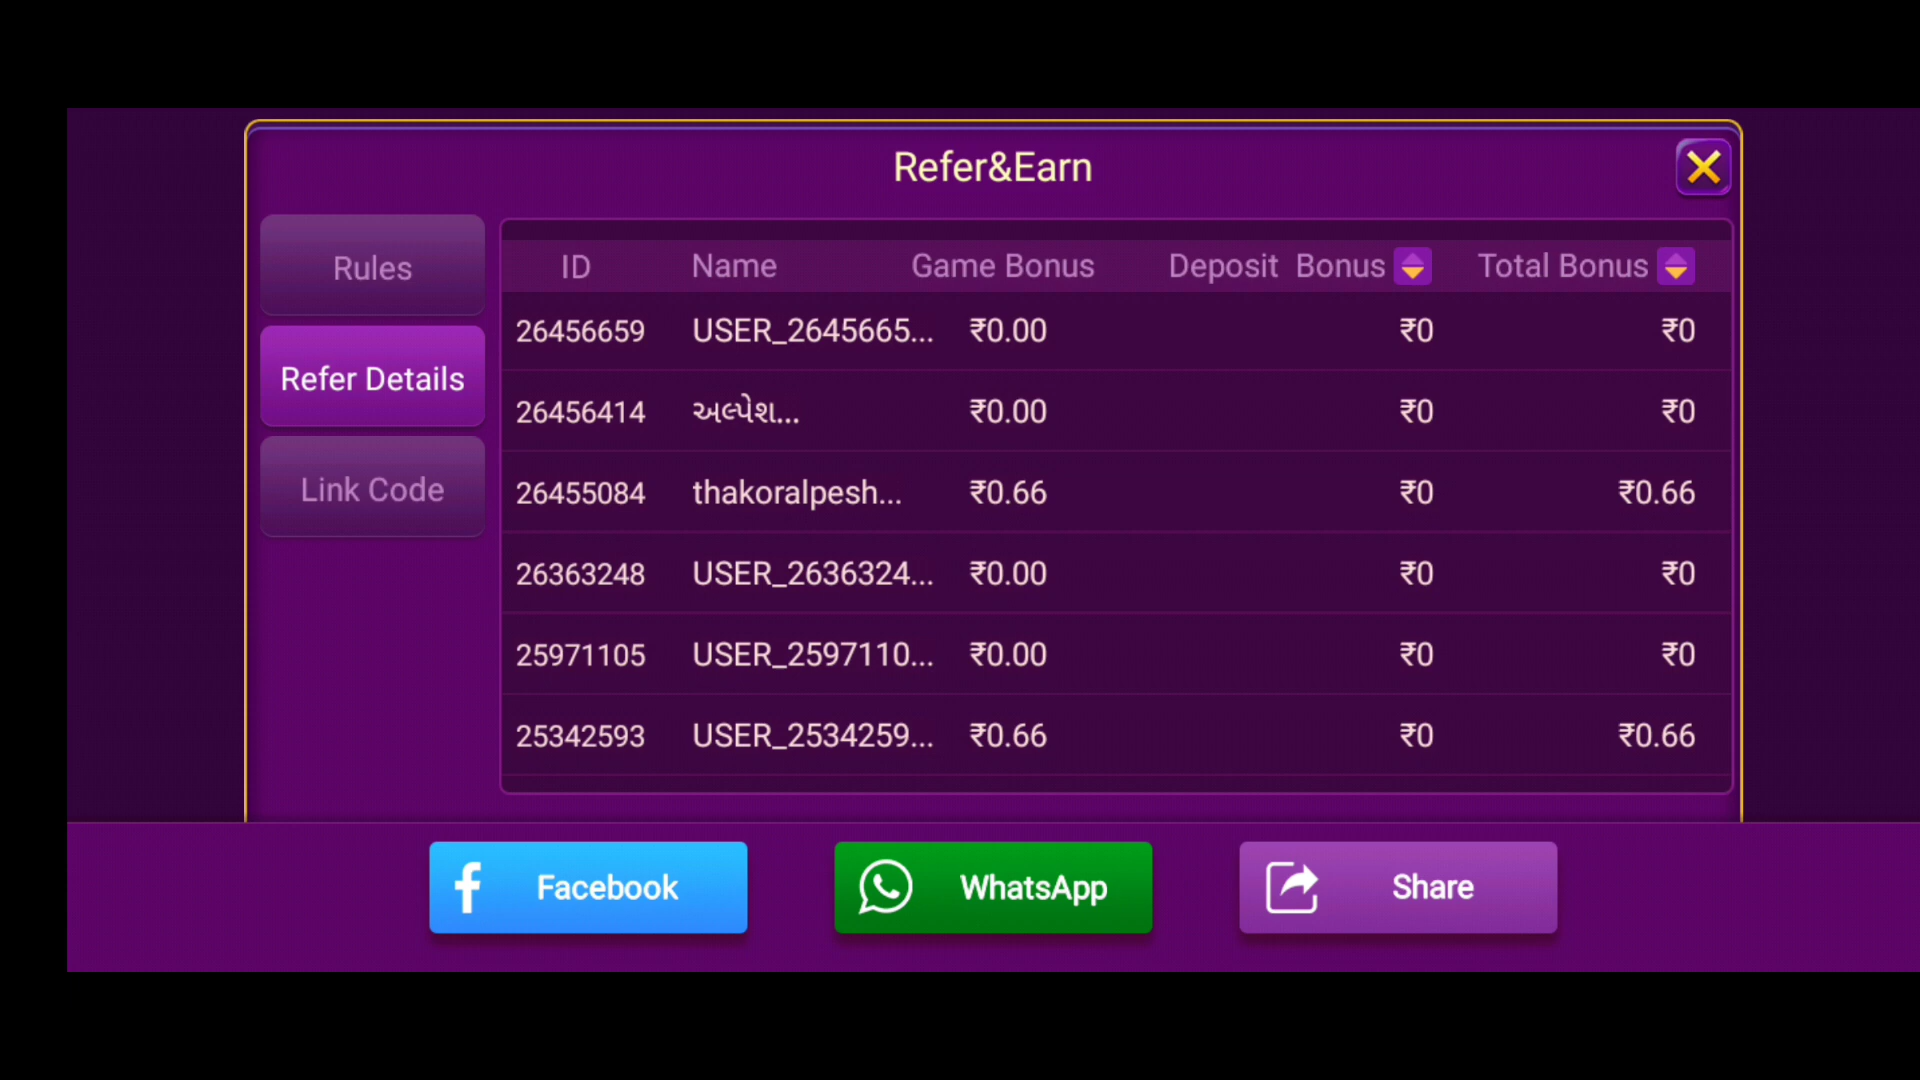 Refer&Earn
Rules
Refer Details
Link Code
ID Name Game Bonus Deposit Bonus Total Bonus
26456659 USER_2645665... ₹0.00 ₹0 ₹0
26456414 અલ્પેશ... ₹0.00 ₹0 ₹0
26455084 thakoralpesh... ₹0.66 ₹0 ₹0.66
26363248 USER_2636324... ₹0.00 ₹0 ₹0
25971105 USER_2597110... ₹0.00 ₹0 ₹0
25342593 USER_2534259... ₹0.66 ₹0 ₹0.66
Facebook WhatsApp Share